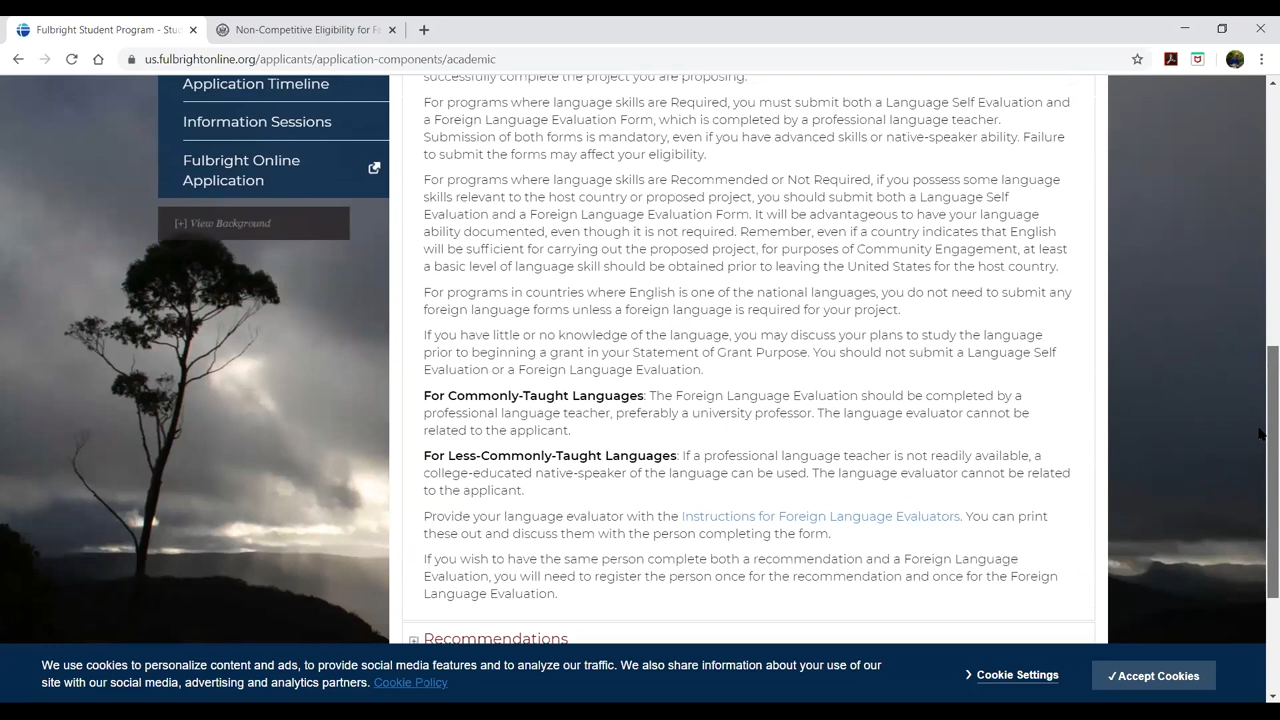 Fulbright Student Program - Stu
Non-Competitive Eligibility for F
us.fulbrightonline.org/applicants/application-components/academic
Application Timeline
Information Sessions
Fulbright Online
Application
[+] View Background
successfully complete the project you are proposing.
For programs where language skills are Required, you must submit both a Language Self Evaluation and
a Foreign Language Evaluation Form, which is completed by a professional language teacher.
Submission of both forms is mandatory, even if you have advanced skills or native-speaker ability. Failure
to submit the forms may affect your eligibility.
For programs where language skills are Recommended or Not Required, if you possess some language
skills relevant to the host country or proposed project, you should submit both a Language Self
Evaluation and a Foreign Language Evaluation Form. It will be advantageous to have your language
ability documented, even though it is not required. Remember, even if a country indicates that English
will be sufficient for carrying out the proposed project, for purposes of Community Engagement, at least
a basic level of language skill should be obtained prior to leaving the United States for the host country.
For programs in countries where English is one of the national languages, you do not need to submit any
foreign language forms unless a foreign language is required for your project.
If you have little or no knowledge of the language, you may discuss your plans to study the language
prior to beginning a grant in your Statement of Grant Purpose. You should not submit a Language Self
Evaluation or a Foreign Language Evaluation.
For Commonly-Taught Languages: The Foreign Language Evaluation should be completed by a
professional language teacher, preferably a university professor. The language evaluator cannot be
related to the applicant.
For Less-Commonly-Taught Languages: If a professional language teacher is not readily available, a
college-educated native-speaker of the language can be used. The language evaluator cannot be related
to the applicant.
Provide your language evaluator with the Instructions for Foreign Language Evaluators. You can print
these out and discuss them with the person completing the form.
If you wish to have the same person complete both a recommendation and a Foreign Language
Evaluation, you will need to register the person once for the recommendation and once for the Foreign
Language Evaluation.
Recommendations
We use cookies to personalize content and ads, to provide social media features and to analyze our traffic. We also share information about your use of
our site with our social media, advertising and analytics partners. Cookie Policy
Cookie Settings
✓Accept Cookies